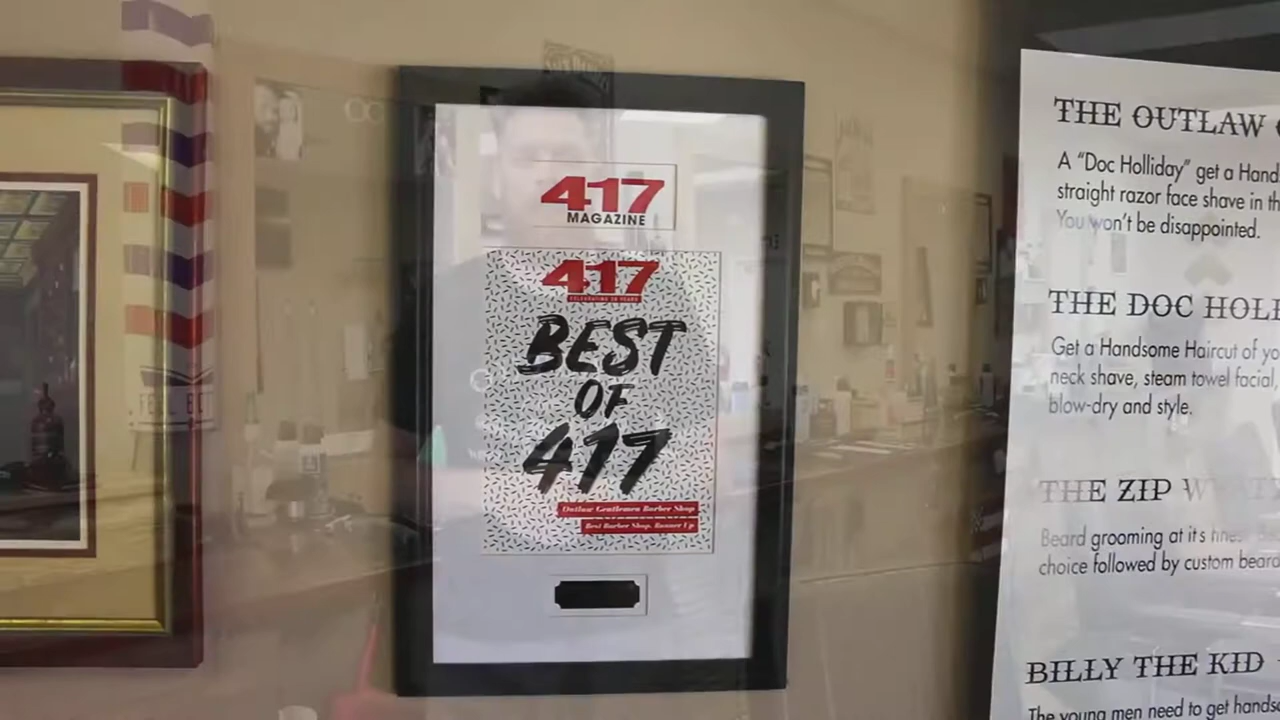 417
MAGAZINE
417
CELEBRATING 20 YEARS
BEST
OF
417
Outlaw Gentlemen Barber Shop
Best Barber Shop, Runner Up
THE OUTLAW
A "Doc Holliday" get a Hand
straight razor face shave in th
You won't be disappointed.
THE DOC HOLL
Get a Handsome Haircut of yo
neck shave, steam towel facial
blow-dry and style.
THE ZIP WYATT
Beard grooming at its finest.
choice followed by custom beard
BILLY THE KID
The young men need to get handso